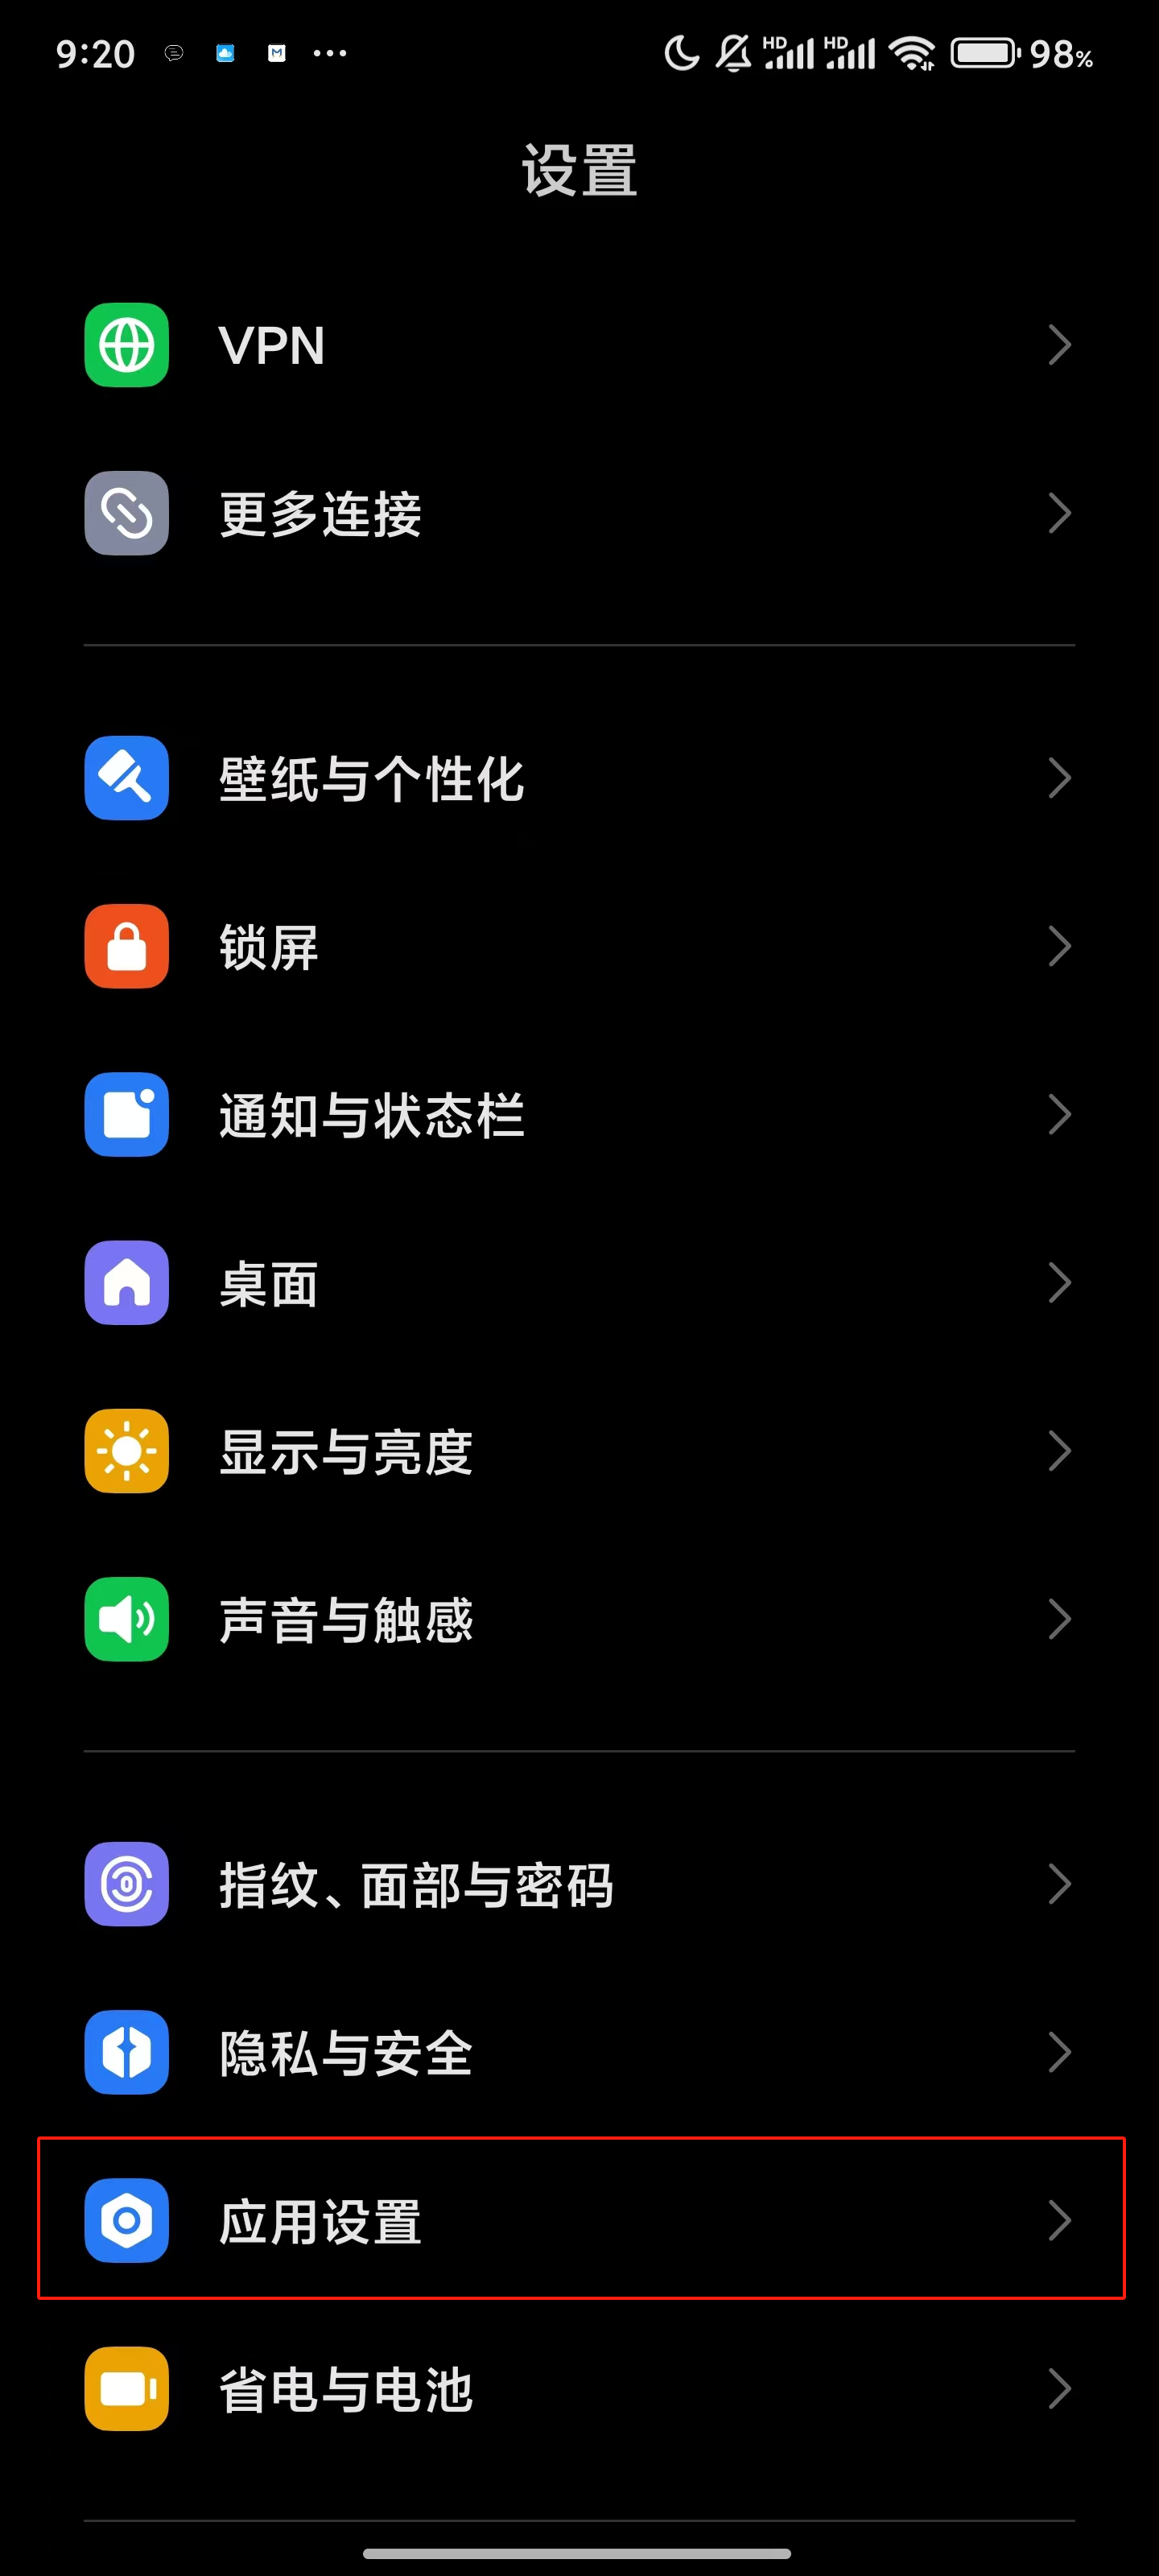 9:20 HD HD 98%
设置
VPN
更多连接
壁纸与个性化
锁屏
通知与状态栏
桌面
显示与亮度
声音与触感
指纹、面部与密码
隐私与安全
应用设置
省电与电池